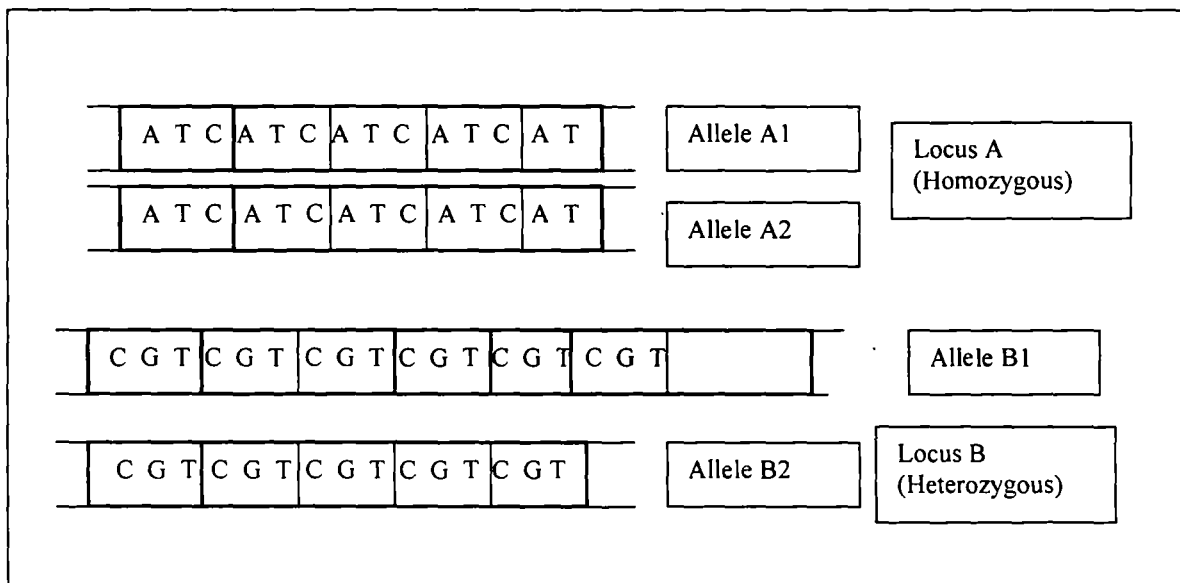 A T C A T C A T C A T C A T
Allele A1
Locus A
(Homozygous)
A T C A T C A T C A T C A T
Allele A2
C G T C G T C G T C G T C G T C G T
Allele B1
C G T C G T C G T C G T C G T
Allele B2
Locus B
(Heterozygous)